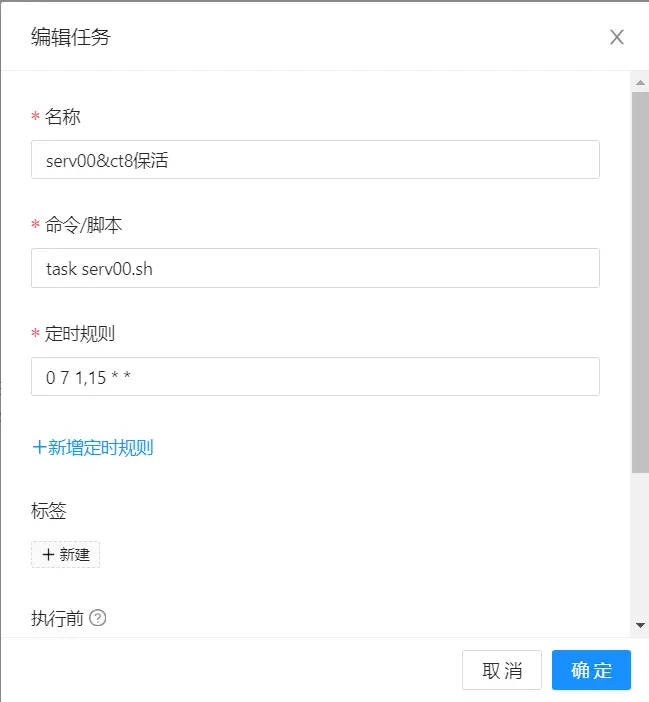 编辑任务
* 名称
serv00&ct8保活
* 命令/脚本
task serv00.sh
* 定时规则
0 7 1,15 * *
+新增定时规则
标签
+ 新建
执行前 ?
取 消
确 定